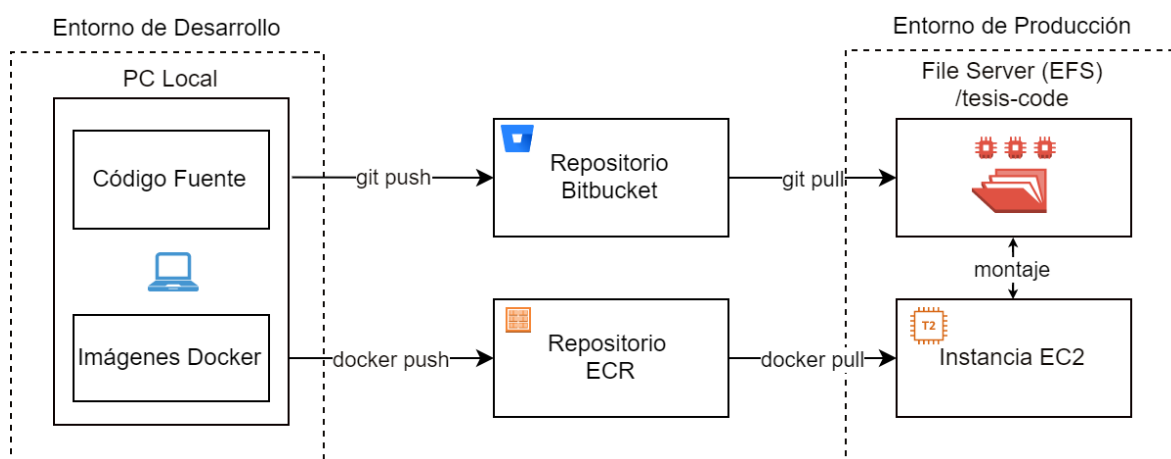 Entorno de Desarrollo
PC Local
Código Fuente
Imágenes Docker
git push
docker push
Repositorio
Bitbucket
Repositorio
ECR
git pull
docker pull
Entorno de Producción
File Server (EFS)
/tesis-code
montaje
T2
Instancia EC2